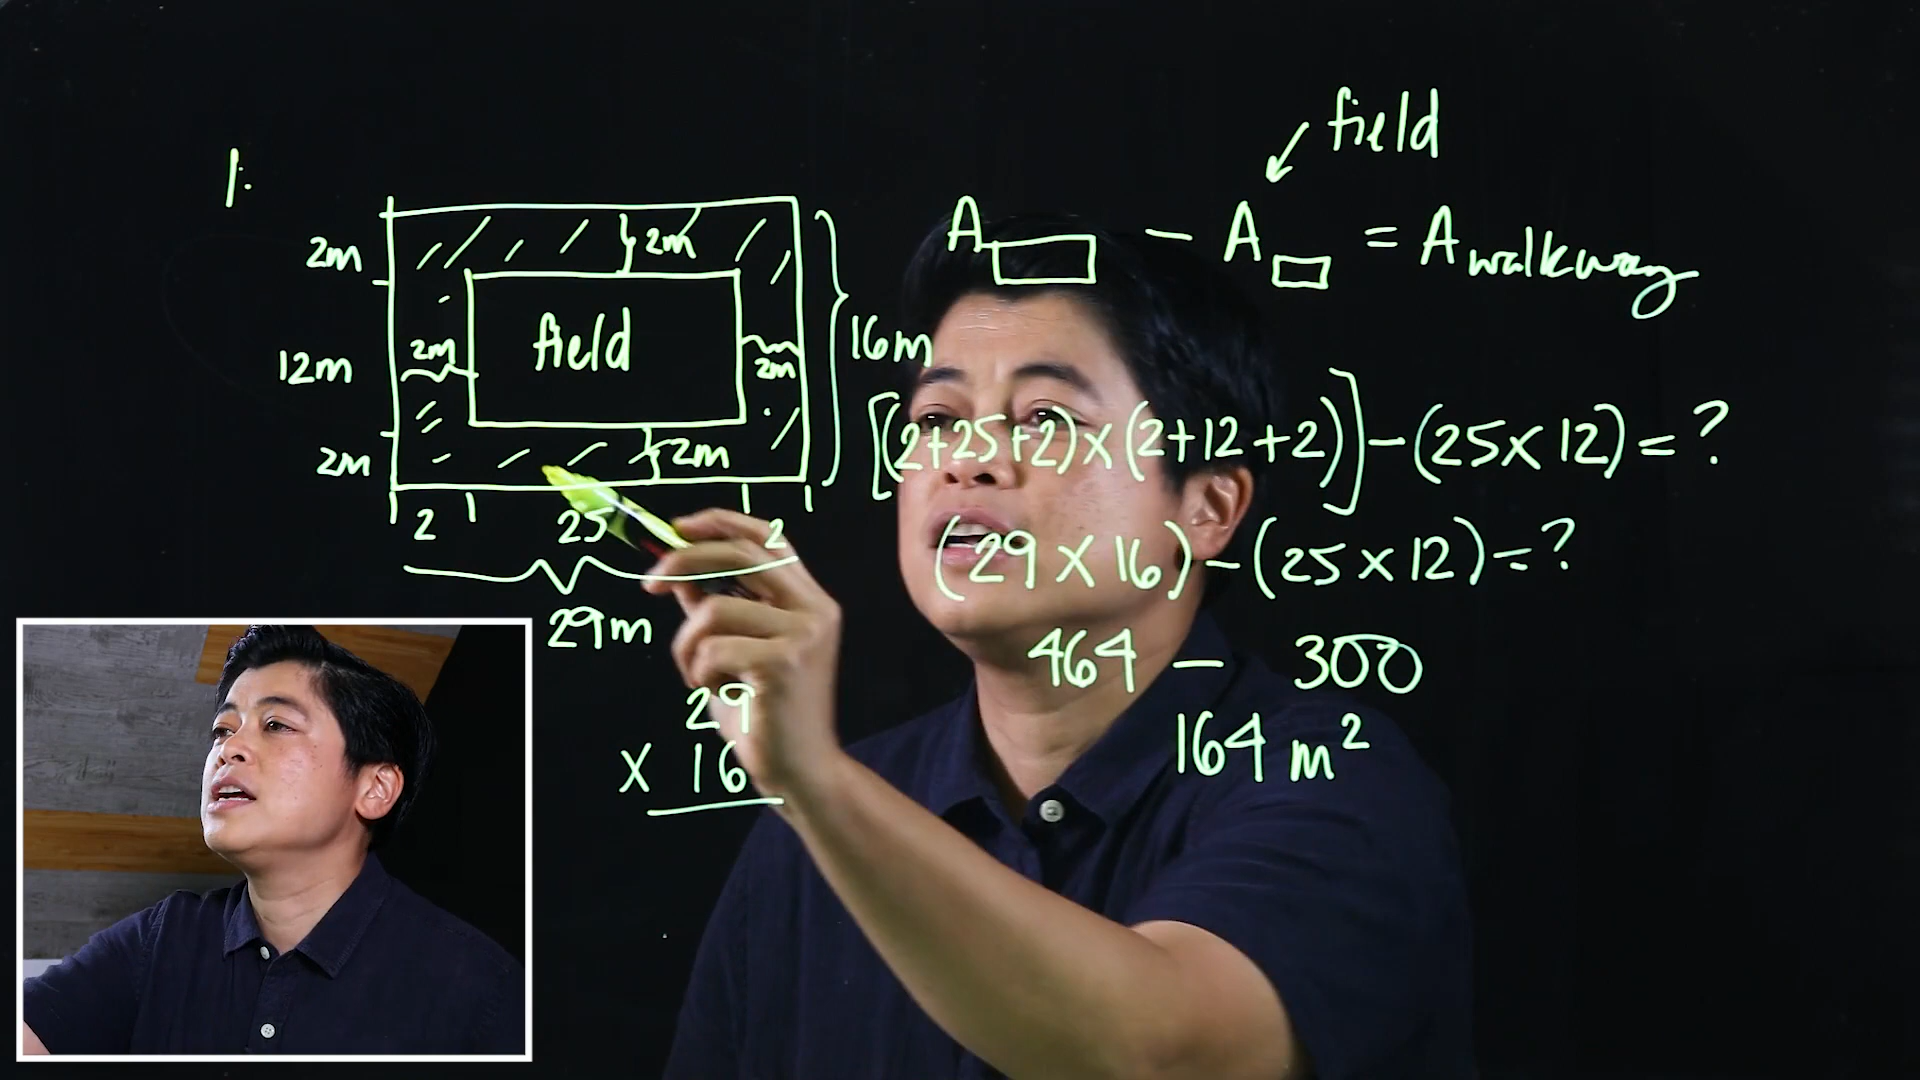 1.
field
A▭ − A▭ = A walkway
2m
2m
field
12m
2m
2m
16m
2m
2m
2 25 2
29m
[(2+25+2)×(2+12+2)]−(25×12)=?
(29×16)−(25×12)=?
464 − 300
164 m²
29
× 16